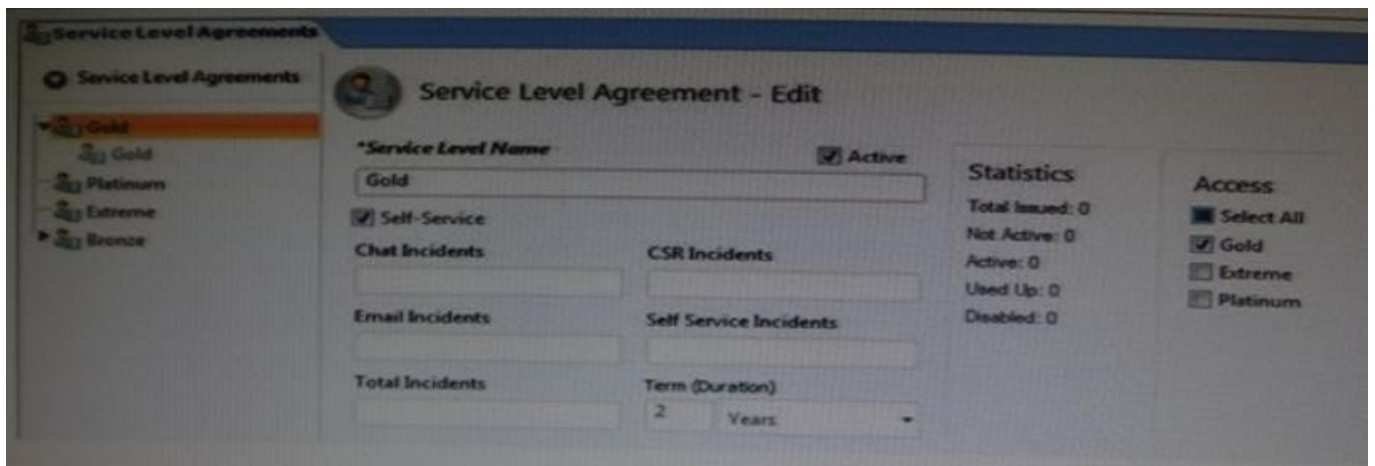 Service Level Agreements
Service Level Agreements
Gold
Gold
Platinum
Extreme
Bronze
Service Level Agreement - Edit
*Service Level Name
Active
Gold
Self-Service
Chat Incidents
CSR Incidents
Email Incidents
Self Service Incidents
Total Incidents
Term (Duration)
2
Years
Statistics
Total Issued: 0
Not Active: 0
Active: 0
Used Up: 0
Disabled: 0
Access
Select All
Gold
Extreme
Platinum